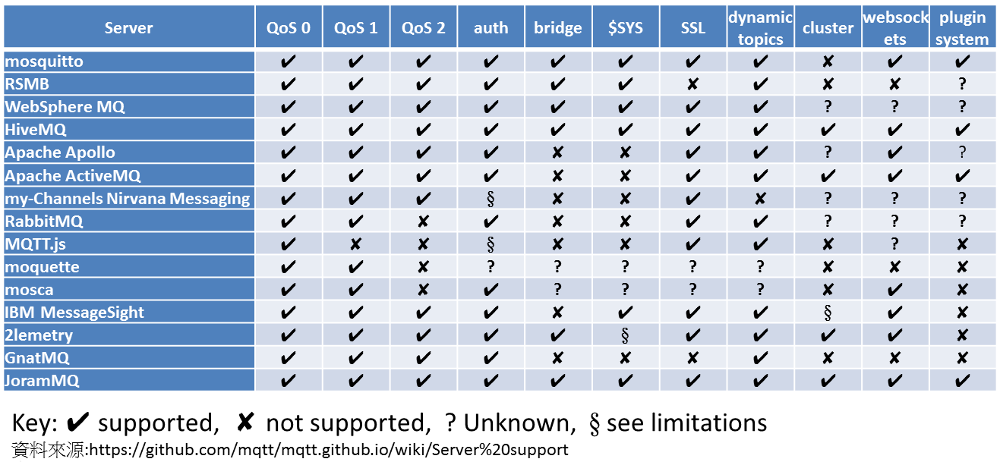 Server QoS 0 QoS 1 QoS 2 auth bridge $SYS SSL dynamic topics cluster websockets plugin system
mosquitto ✔ ✔ ✔ ✔ ✔ ✔ ✔ ✔ ✘ ✔ ✔
RSMB ✔ ✔ ✔ ✔ ✔ ✔ ✘ ✔ ✘ ✘ ?
WebSphere MQ ✔ ✔ ✔ ✔ ✔ ✔ ✔ ✔ ? ? ?
HiveMQ ✔ ✔ ✔ ✔ ✔ ✔ ✔ ✔ ✔ ✔ ✔
Apache Apollo ✔ ✔ ✔ ✔ ✘ ✘ ✔ ✔ ? ✔ ?
Apache ActiveMQ ✔ ✔ ✔ ✔ ✘ ✘ ✔ ✔ ✔ ✔ ✔
my-Channels Nirvana Messaging ✔ ✔ ✔ § ✘ ✘ ✔ ✘ ? ? ?
RabbitMQ ✔ ✔ ✘ ✔ ✘ ✘ ✔ ✔ ? ? ?
MQTT.js ✔ ✘ ✘ § ✘ ✘ ✔ ✔ ✘ ? ✘
moquette ✔ ✔ ✘ ? ? ? ? ? ✘ ✘ ✘
mosca ✔ ✔ ✘ ✔ ? ? ? ? ✘ ✔ ✘
IBM MessageSight ✔ ✔ ✔ ✔ ✘ ✔ ✔ ✔ § ✔ ✘
2lemetry ✔ ✔ ✔ ✔ ✔ § ✔ ✔ ✔ ✔ ✘
GnatMQ ✔ ✔ ✔ ✔ ✘ ✘ ✘ ✔ ✘ ✘ ✘
JoramMQ ✔ ✔ ✔ ✔ ✔ ✔ ✔ ✔ ✔ ✔ ✔
Key: ✔ supported, ✘ not supported, ? Unknown, § see limitations
資料來源:https://github.com/mqtt/mqtt.github.io/wiki/Server%20support